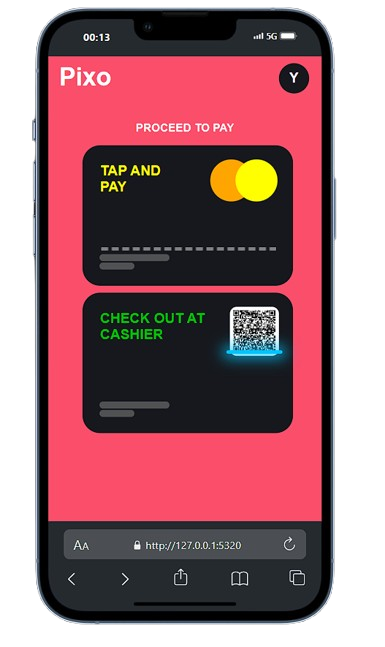 00:13
5G
Pixo
Y
PROCEED TO PAY
TAP AND
PAY
CHECK OUT AT
CASHIER
AA
http://127.0.0.1:5320